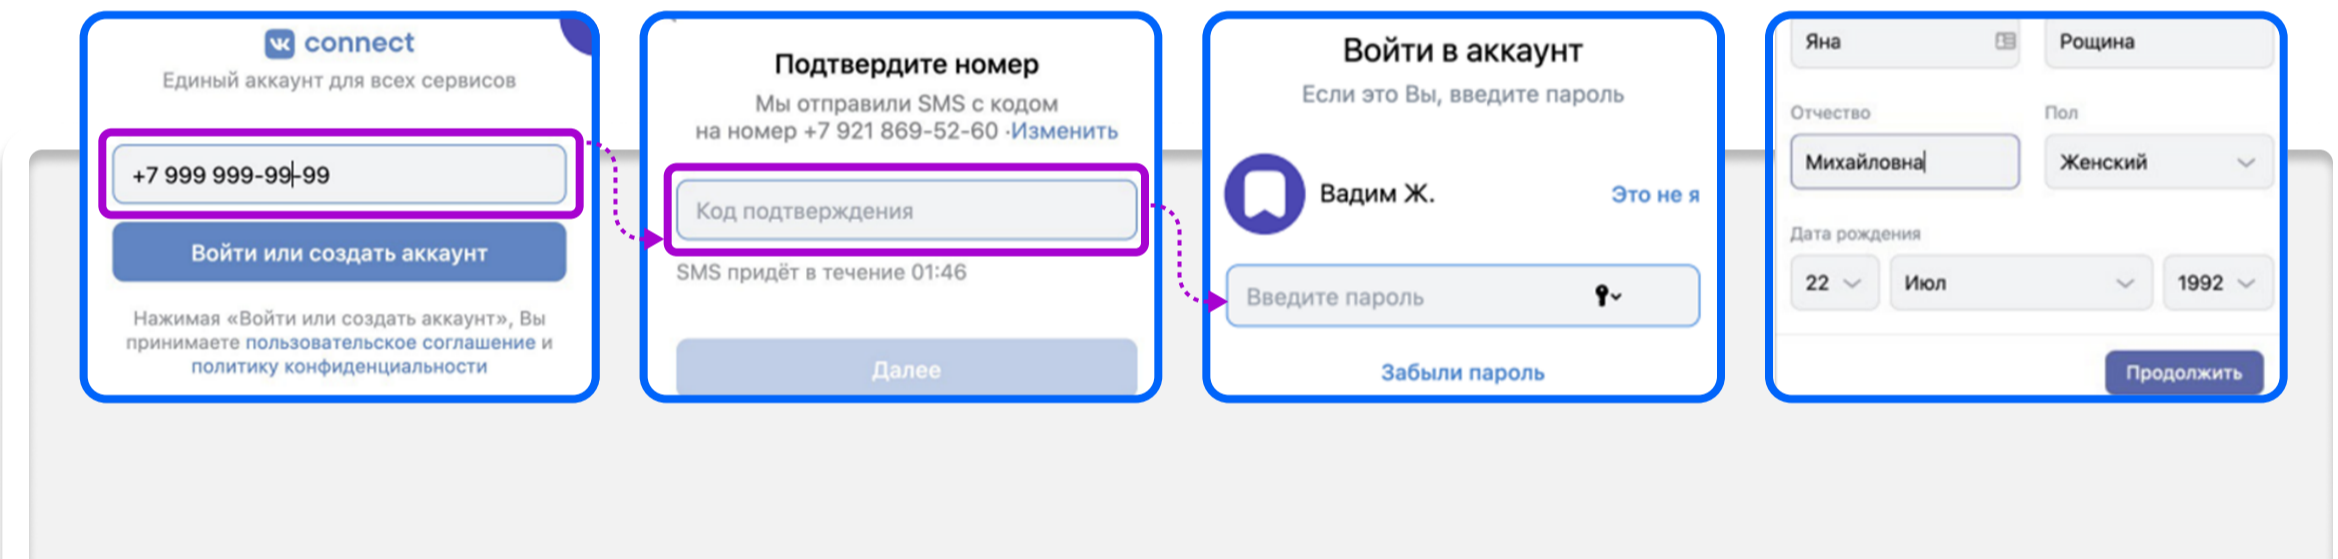 connect
Единый аккаунт для всех сервисов
+7 999 999-99-99
Войти или создать аккаунт
Нажимая «Войти или создать аккаунт», Вы
принимаете пользовательское соглашение и
политику конфиденциальности
Подтвердите номер
Мы отправили SMS с кодом
на номер +7 921 869-52-60 ·Изменить
Код подтверждения
SMS придёт в течение 01:46
Далее
Войти в аккаунт
Если это Вы, введите пароль
Вадим Ж.
Это не я
Введите пароль
Забыли пароль
Яна
Рощина
Отчество
Пол
Михайловна
Женский
Дата рождения
22
Июл
1992
Продолжить